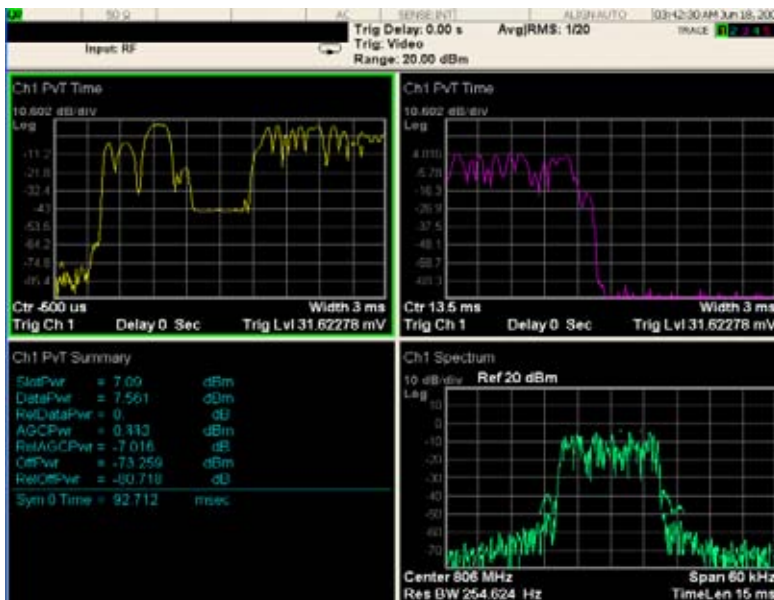 50 Ω AC SENSE:INT ALIGN AUTO 03:42:30 AM Jun 18, 200
Trig Delay: 0.00 s Avg|RMS: 1/20 TRACE 1 2 3 4 5
Input: RF Trig: Video
Range: 20.00 dBm
Ch1 PvT Time
10.602 dB/div
Log
-11.2
-21.8
-32.4
-43
-53.6
-64.2
-74.8
-85.4
Ctr -500 us Width 3 ms
Trig Ch 1 Delay 0 Sec Trig Lvl 31.62278 mV
Ch1 PvT Time
10.602 dB/div
Log
-5.78
-16.3
-26.9
-37.5
-48.1
Ctr 13.5 ms Width 3 ms
Trig Ch 1 Delay 0 Sec Trig Lvl 31.62278 mV
Ch1 PvT Summary
SlotPwr = 7.09 dBm
DataPwr = 7.561 dBm
RelDataPwr = 0. dB
AGCPwr = dBm
RelAGCPwr = -7.016 dB
OffPwr = -73.259 dBm
RelOffPwr = -80.718 dB
Sym 0 Time = 92.712 msec
Ch1 Spectrum
10 dB/div Ref 20 dBm
Log
10
0
-10
-20
-30
-40
-50
-60
-70
Center 806 MHz Span 60 kHz
Res BW 254.624 Hz TimeLen 15 ms